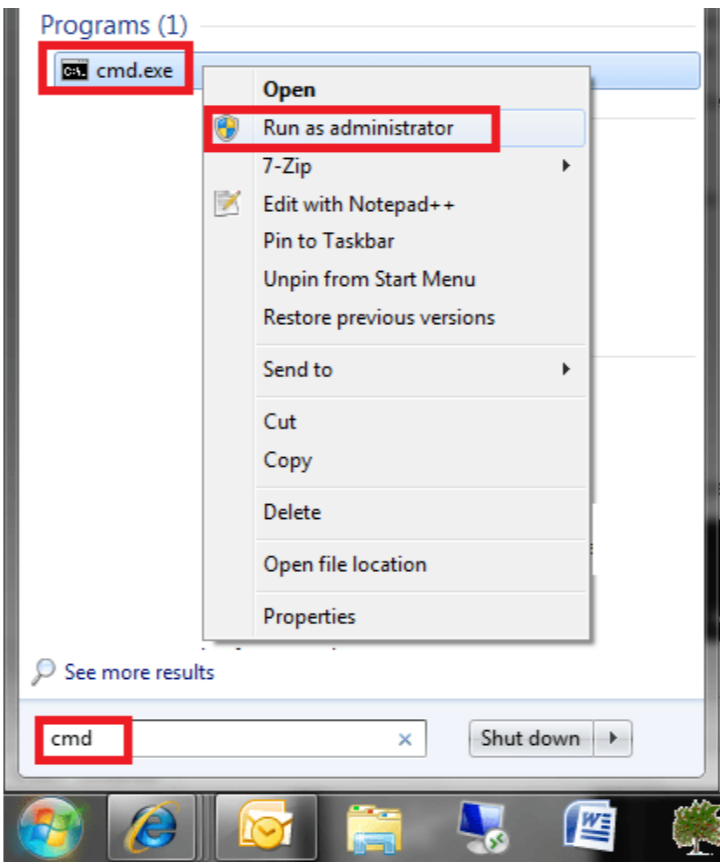 Programs (1)
cmd.exe
Open
Run as administrator
7-Zip
Edit with Notepad++
Pin to Taskbar
Unpin from Start Menu
Restore previous versions
Send to
Cut
Copy
Delete
Open file location
Properties
See more results
cmd
Shut down